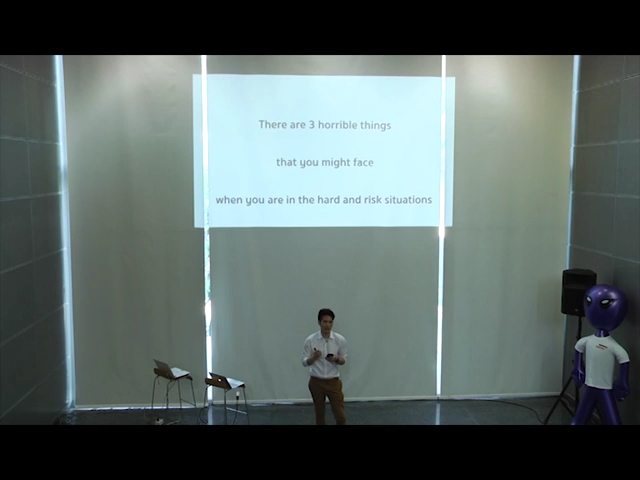 There are 3 horrible things
that you might face
when you are in the hard and risk situations